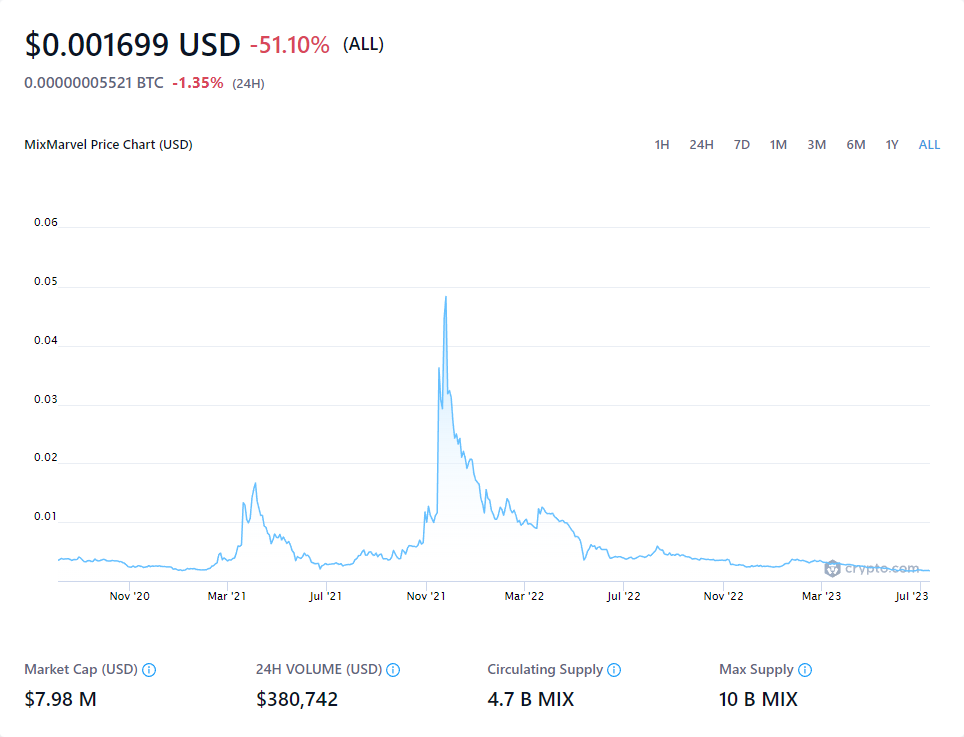 $0.001699 USD -51.10% (ALL)
0.00000005521 BTC -1.35% (24H)
MixMarvel Price Chart (USD) 1H 24H 7D 1M 3M 6M 1Y ALL
0.06
0.05
0.04
0.03
0.02
0.01
crypto.com
Nov '20 Mar '21 Jul '21 Nov '21 Mar '22 Jul '22 Nov '22 Mar '23 Jul '23
Market Cap (USD) 24H VOLUME (USD) Circulating Supply Max Supply
$7.98 M $380,742 4.7 B MIX 10 B MIX